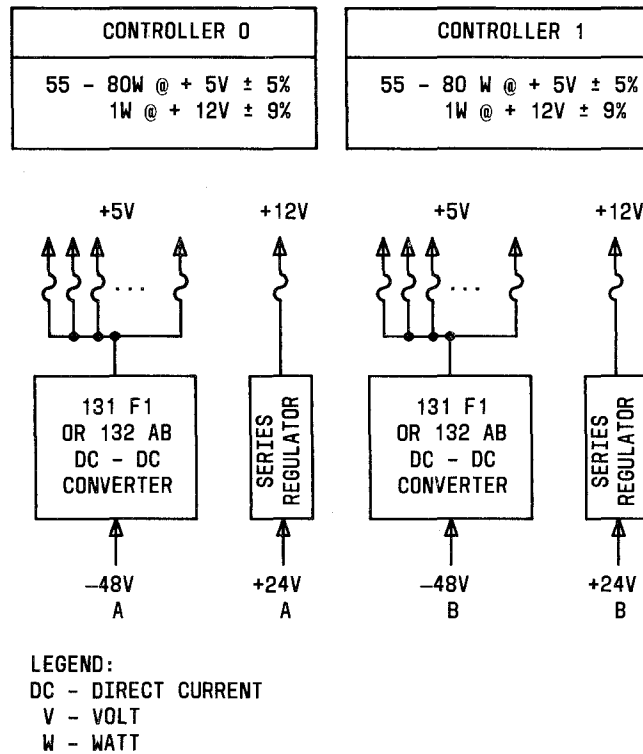 CONTROLLER 0
55 - 80W @ + 5V ± 5%
1W @ + 12V ± 9%
CONTROLLER 1
55 - 80 W @ + 5V ± 5%
1W @ + 12V ± 9%
+5V
+12V
+5V
+12V
...
...
131 F1
OR 132 AB
DC - DC
CONVERTER
SERIES
REGULATOR
131 F1
OR 132 AB
DC - DC
CONVERTER
SERIES
REGULATOR
-48V
A
+24V
A
-48V
B
+24V
B
LEGEND:
DC - DIRECT CURRENT
V - VOLT
W - WATT